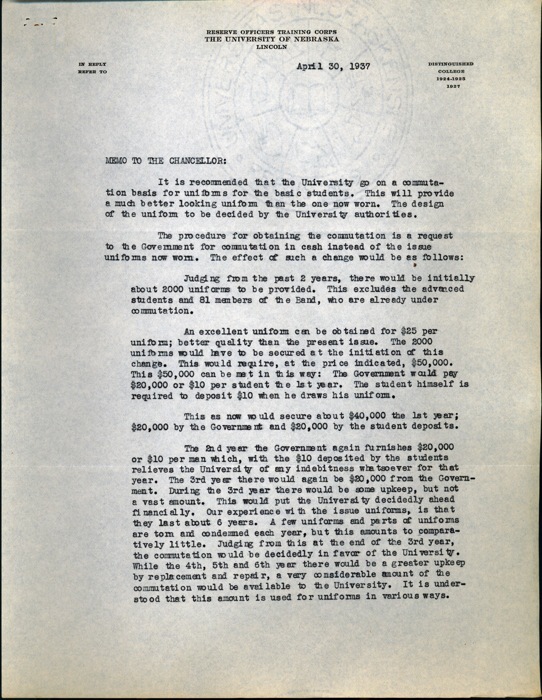 RESERVE OFFICERS TRAINING CORPS
THE UNIVERSITY OF NEBRASKA
LINCOLN
IN REPLY
REFER TO
April 30, 1937
DISTINGUISHED
COLLEGE
1924-1925
1927
MEMO TO THE CHANCELLOR:
It is recommended that the University go on a commuta-
tion basis for uniforms for the basic students. This will provide
a much better looking uniform than the one now worn. The design
of the uniform to be decided by the University authorities.
The procedure for obtaining the commutation is a request
to the Government for commutation in cash instead of the issue
uniforms now worn. The effect of such a change would be as follows:
Judging from the past 2 years, there would be initially
about 2000 uniforms to be provided. This excludes the advanced
students and 81 members of the Band, who are already under
commutation.
An excellent uniform can be obtained for $25 per
uniform; better quality than the present issue. The 2000
uniforms would have to be secured at the initiation of this
change. This would require, at the price indicated, $50,000.
This $50,000 can be met in this way: The Government would pay
$20,000 or $10 per student the 1st year. The student himself is
required to deposit $10 when he draws his uniform.
This as now would secure about $40,000 the 1st year;
$20,000 by the Government and $20,000 by the student deposits.
The 2nd year the Government again furnishes $20,000
or $10 per man which, with the $10 deposited by the students
relieves the University of any indebitness whatsoever for that
year. The 3rd year there would again be $20,000 from the Govern-
ment. During the 3rd year there would be some upkeep, but not
a vast amount. This would put the University decidedly ahead
financially. Our experience with the issue uniforms, is that
they last about 6 years. A few uniforms and parts of uniforms
are torn and condemned each year, but this amounts to compara-
tively little. Judging from this at the end of the 3rd year,
the commutation would be decidedly in favor of the University.
While the 4th, 5th and 6th year there would be a greater upkeep
by replacement and repair, a very considerable amount of the
commutation would be available to the University. It is under-
stood that this amount is used for uniforms in various ways.